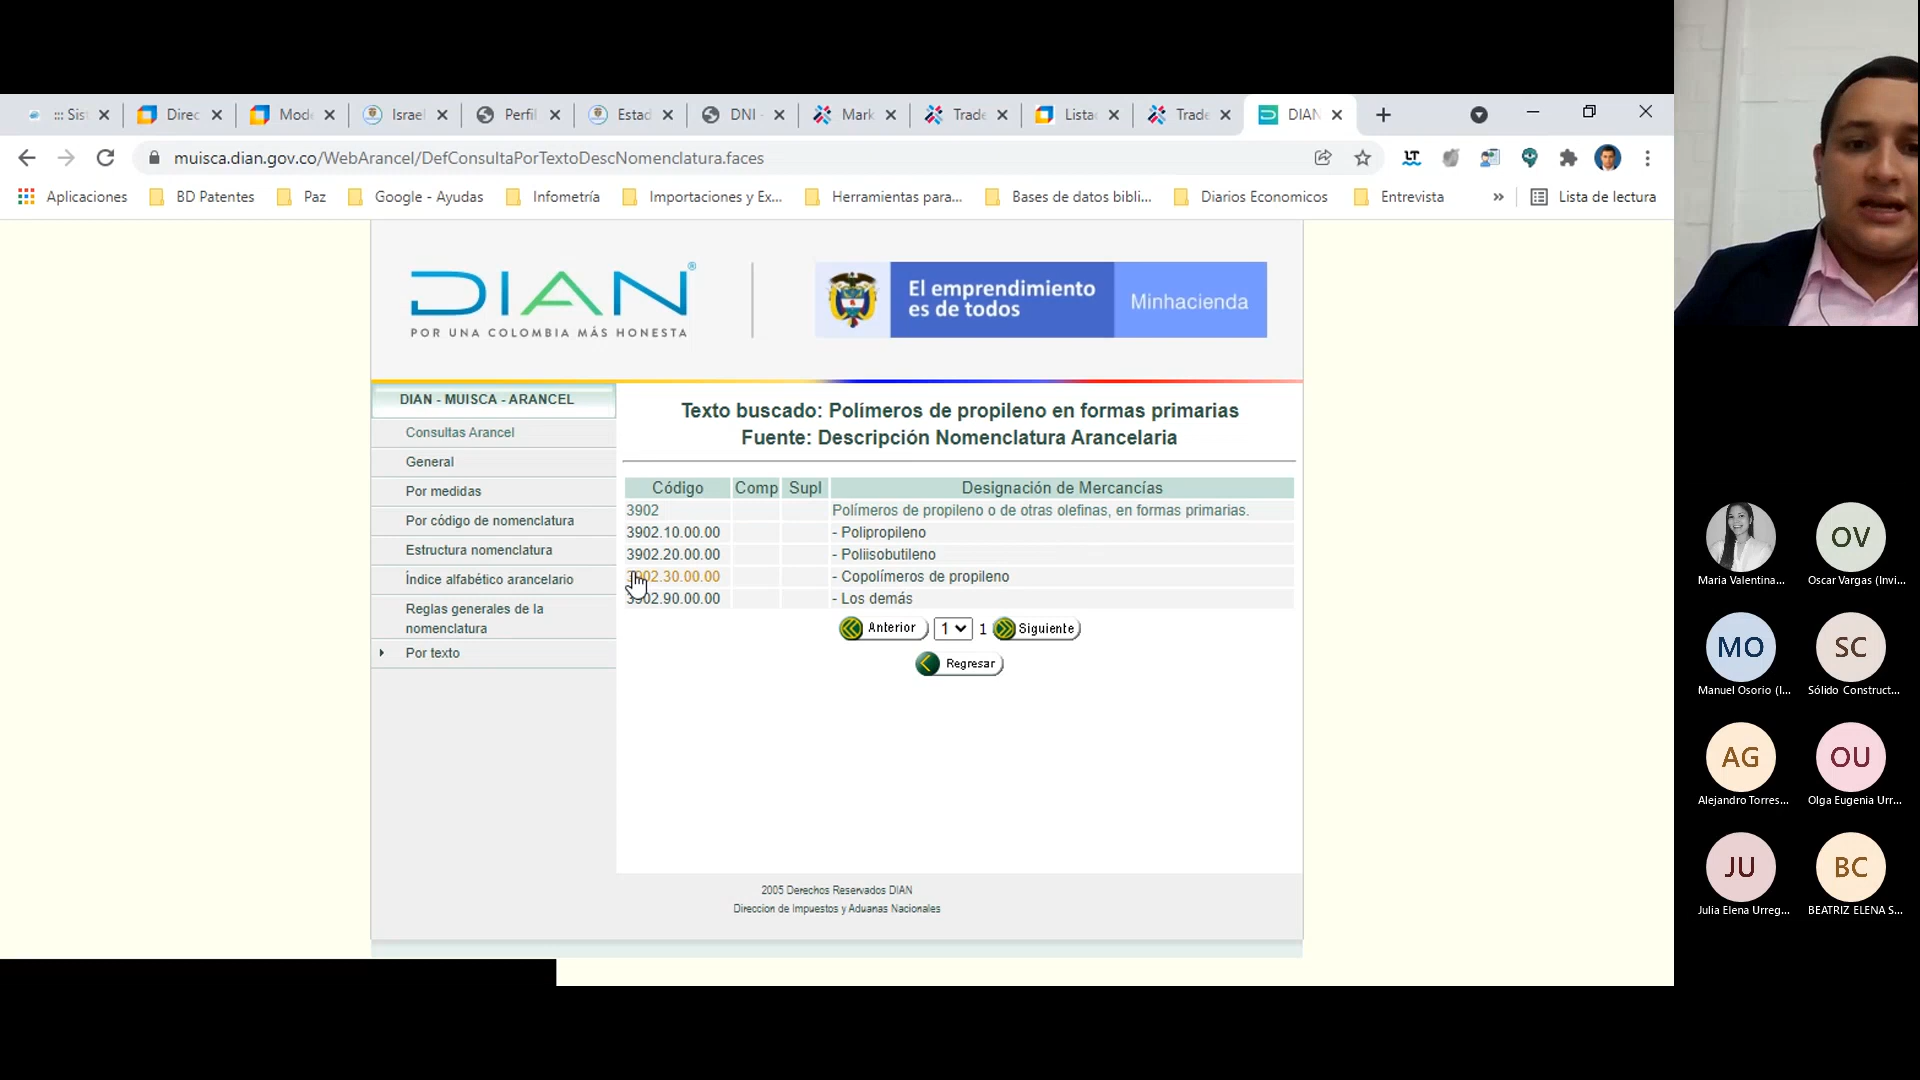 ::: Sis
Direc
Mode
Israel
Perfil
Estad
DNI -
Mark
Trade
Lista
Trade
DIAN
muisca.dian.gov.co/WebArancel/DefConsultaPorTextoDescNomenclatura.faces
LT
Aplicaciones
BD Patentes
Paz
Google - Ayudas
Infometría
Importaciones y Ex...
Herramientas para...
Bases de datos bibli...
Diarios Economicos
Entrevista
»
Lista de lectura
DIAN®
POR UNA COLOMBIA MÁS HONESTA
El emprendimiento
es de todos
Minhacienda
DIAN - MUISCA - ARANCEL
Consultas Arancel
General
Por medidas
Por código de nomenclatura
Estructura nomenclatura
Índice alfabético arancelario
Reglas generales de la
nomenclatura
Por texto
Texto buscado: Polímeros de propileno en formas primarias
Fuente: Descripción Nomenclatura Arancelaria
Código Comp Supl Designación de Mercancías
3902 Polímeros de propileno o de otras olefinas, en formas primarias.
3902.10.00.00 - Polipropileno
3902.20.00.00 - Poliisobutileno
3902.30.00.00 - Copolímeros de propileno
3902.90.00.00 - Los demás
Anterior 1 1 Siguiente
Regresar
2005 Derechos Reservados DIAN
Direccion de Impuestos y Aduanas Nacionales
Maria Valentina...
OV
Oscar Vargas (Invi...
MO
Manuel Osorio (I...
SC
Sólido Construct...
AG
Alejandro Torres...
OU
Olga Eugenia Urr...
JU
Julia Elena Urreg...
BC
BEATRIZ ELENA S...